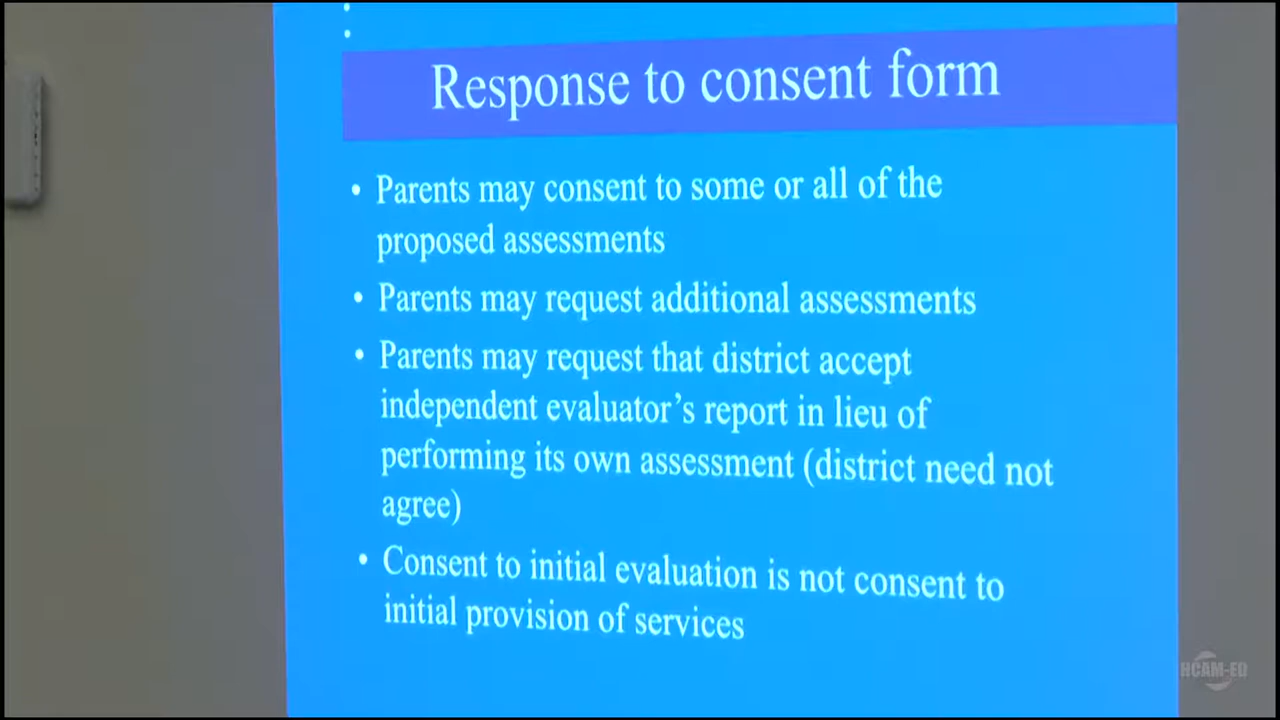 Response to consent form
• Parents may consent to some or all of the
proposed assessments
• Parents may request additional assessments
• Parents may request that district accept
independent evaluator's report in lieu of
performing its own assessment (district need not
agree)
• Consent to initial evaluation is not consent to
initial provision of services
HCAM-ED